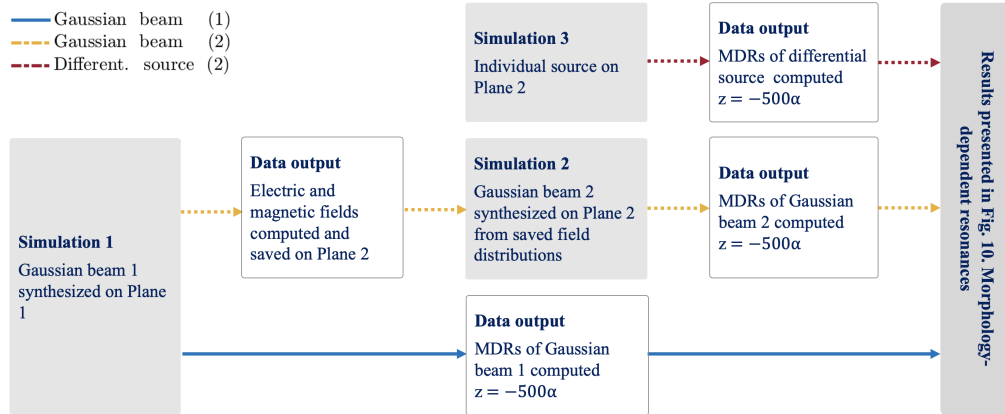 Gaussian beam (1)
Gaussian beam (2)
Different. source (2)
Simulation 3
Individual source on
Plane 2
Data output
MDRs of differential
source computed
z = −500α
Simulation 1
Gaussian beam 1
synthesized on Plane
1
Data output
Electric and
magnetic fields
computed and
saved on Plane 2
Simulation 2
Gaussian beam 2
synthesized on Plane 2
from saved field
distributions
Data output
MDRs of Gaussian
beam 2 computed
z = −500α
Data output
MDRs of Gaussian
beam 1 computed
z = −500α
Results presented in Fig. 10. Morphology-
dependent resonances